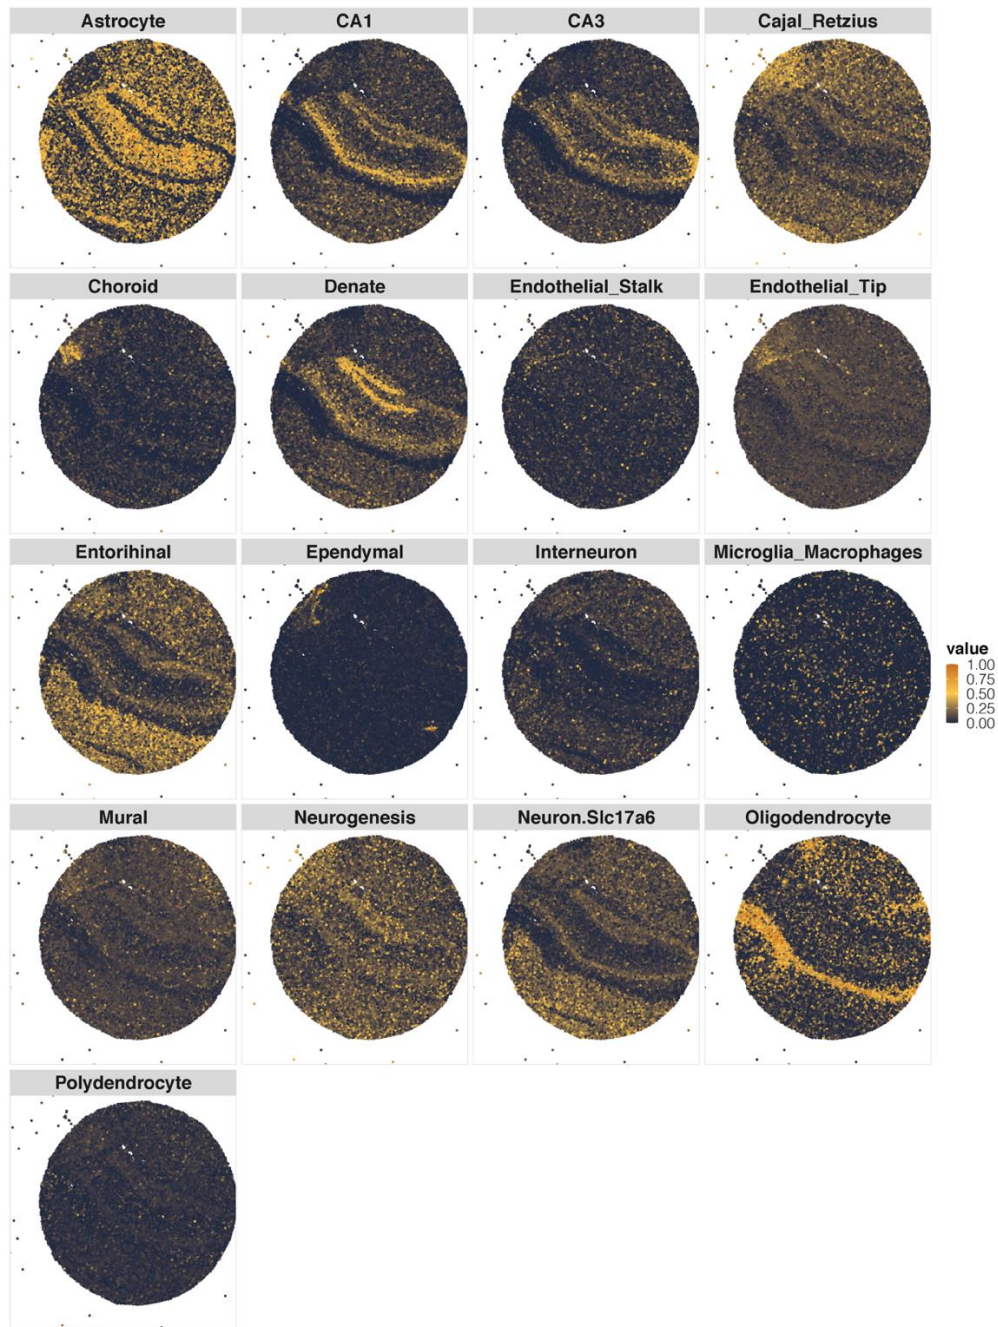 Astrocyte
CA1
CA3
Cajal_Retzius
Choroid
Denate
Endothelial_Stalk
Endothelial_Tip
Entorihinal
Ependymal
Interneuron
Microglia_Macrophages
value
1.00
0.75
0.50
0.25
0.00
Mural
Neurogenesis
Neuron.Slc17a6
Oligodendrocyte
Polydendrocyte